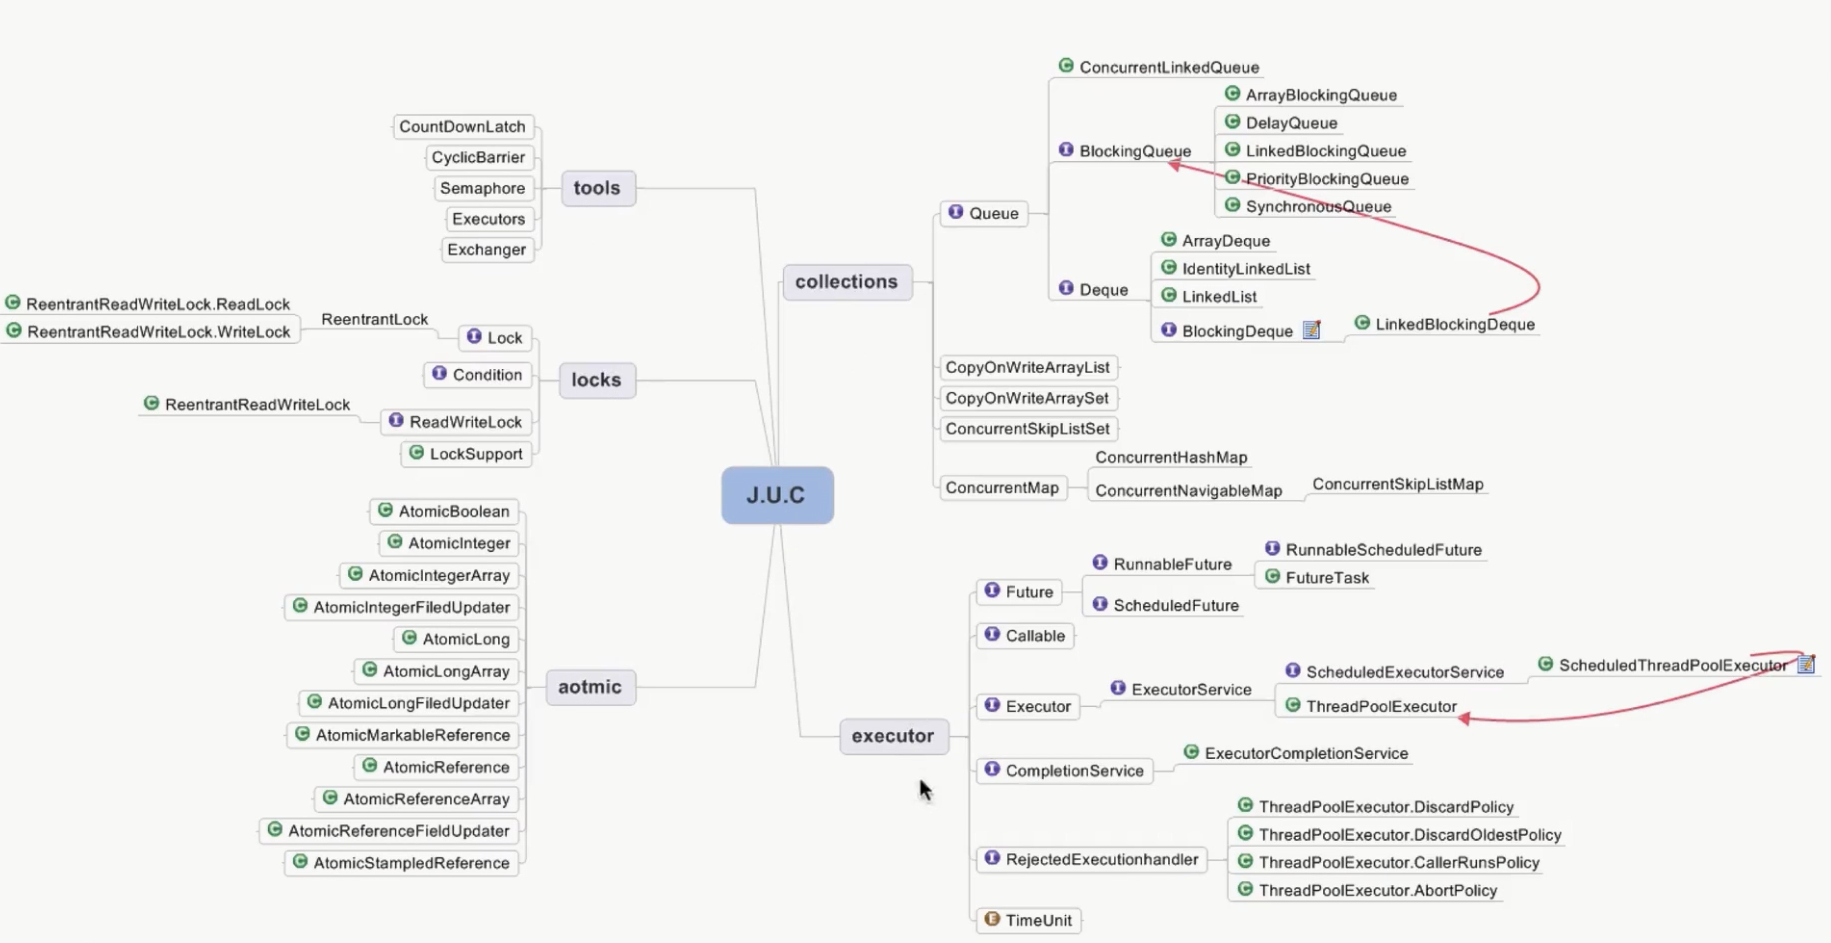 J.U.C
tools
CountDownLatch
CyclicBarrier
Semaphore
Executors
Exchanger
locks
Lock
ReentrantLock
ReentrantReadWriteLock.ReadLock
ReentrantReadWriteLock.WriteLock
Condition
ReadWriteLock
ReentrantReadWriteLock
LockSupport
aotmic
AtomicBoolean
AtomicInteger
AtomicIntegerArray
AtomicIntegerFiledUpdater
AtomicLong
AtomicLongArray
AtomicLongFiledUpdater
AtomicMarkableReference
AtomicReference
AtomicReferenceArray
AtomicReferenceFieldUpdater
AtomicStampedReference
collections
Queue
ConcurrentLinkedQueue
BlockingQueue
ArrayBlockingQueue
DelayQueue
LinkedBlockingQueue
PriorityBlockingQueue
SynchronousQueue
Deque
ArrayDeque
IdentityLinkedList
LinkedList
BlockingDeque
LinkedBlockingDeque
CopyOnWriteArrayList
CopyOnWriteArraySet
ConcurrentSkipListSet
ConcurrentMap
ConcurrentHashMap
ConcurrentNavigableMap
ConcurrentSkipListMap
executor
Future
RunnableFuture
RunnableScheduledFuture
FutureTask
ScheduledFuture
Callable
Executor
ExecutorService
ScheduledExecutorService
ScheduledThreadPoolExecutor
ThreadPoolExecutor
CompletionService
ExecutorCompletionService
RejectedExecutionhandler
ThreadPoolExecutor.DiscardPolicy
ThreadPoolExecutor.DiscardOldestPolicy
ThreadPoolExecutor.CallerRunsPolicy
ThreadPoolExecutor.AbortPolicy
TimeUnit